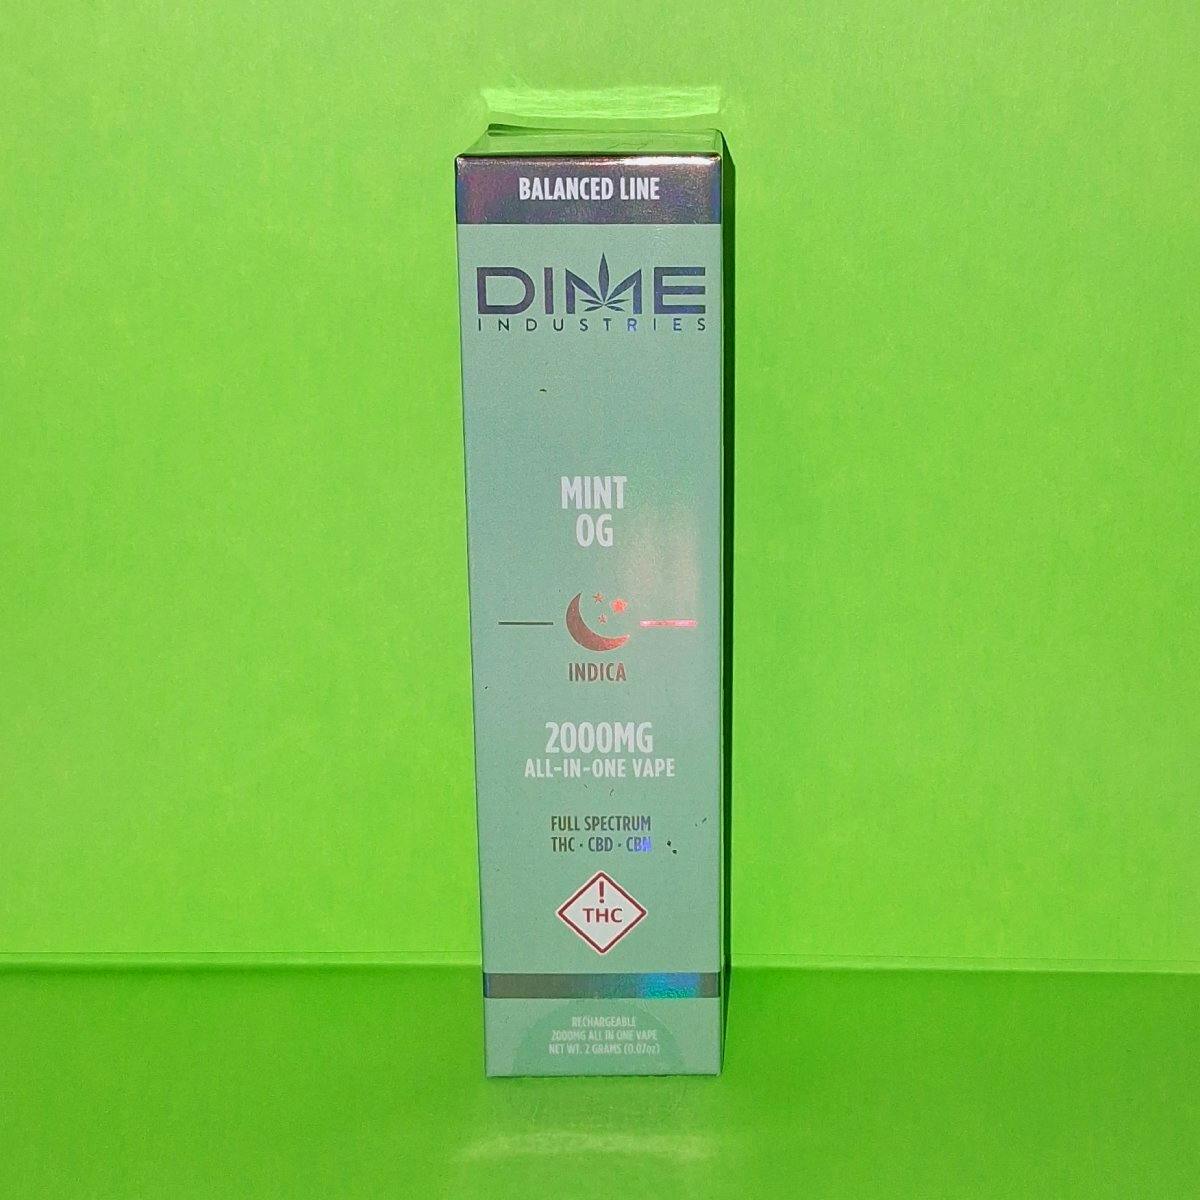 BALANCED LINE
DIME
INDUSTRIES
MINT
OG
INDICA
2000MG
ALL-IN-ONE VAPE
FULL SPECTRUM
THC • CBD • CBN
!
THC
RECHARGEABLE
2000MG ALL IN ONE VAPE
NET WT. 2 GRAMS (0.07oz)